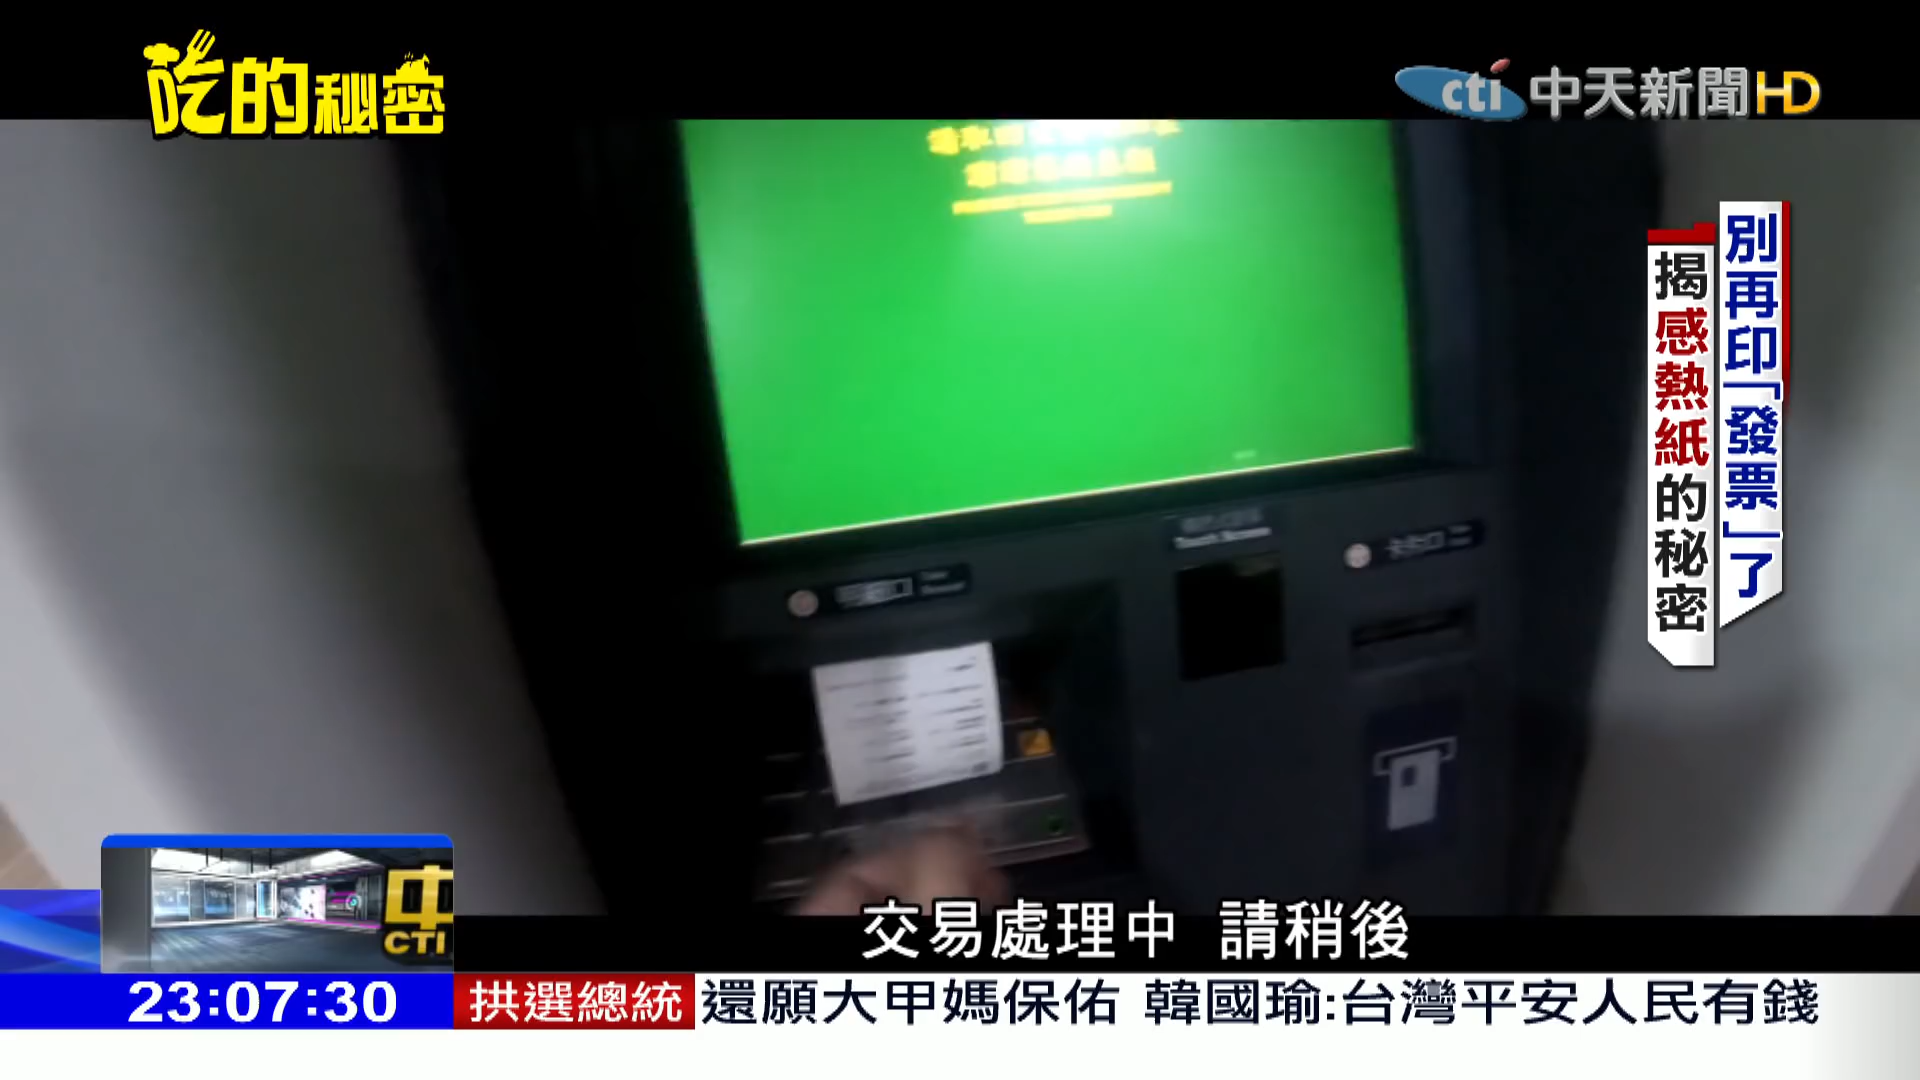 吃的秘密
cti 中天新聞HD
別再印「發票」了
揭感熱紙的秘密
中
CTI
交易處理中 請稍後
23:07:30
拱選總統 還願大甲媽保佑 韓國瑜:台灣平安人民有錢